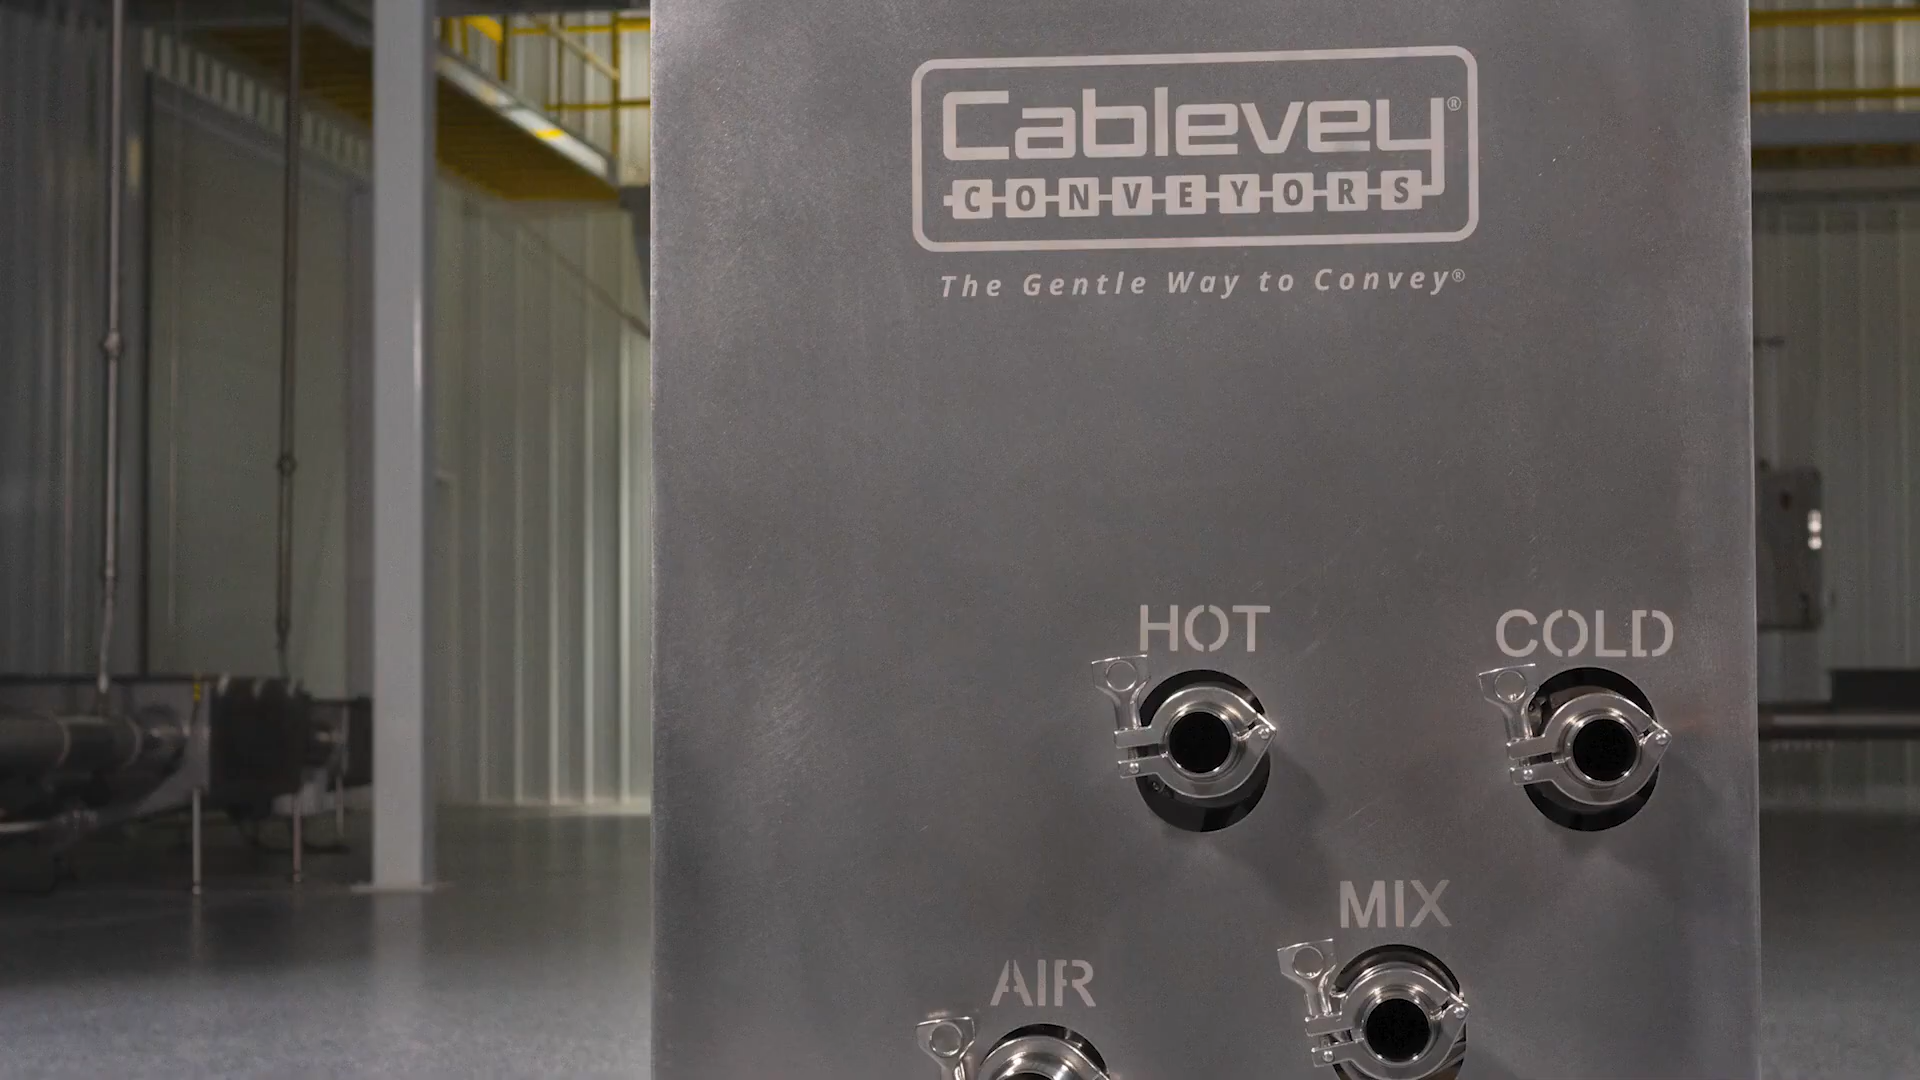 Cablevey®
CONVEYORS
The Gentle Way to Convey®
HOT
COLD
MIX
AIR